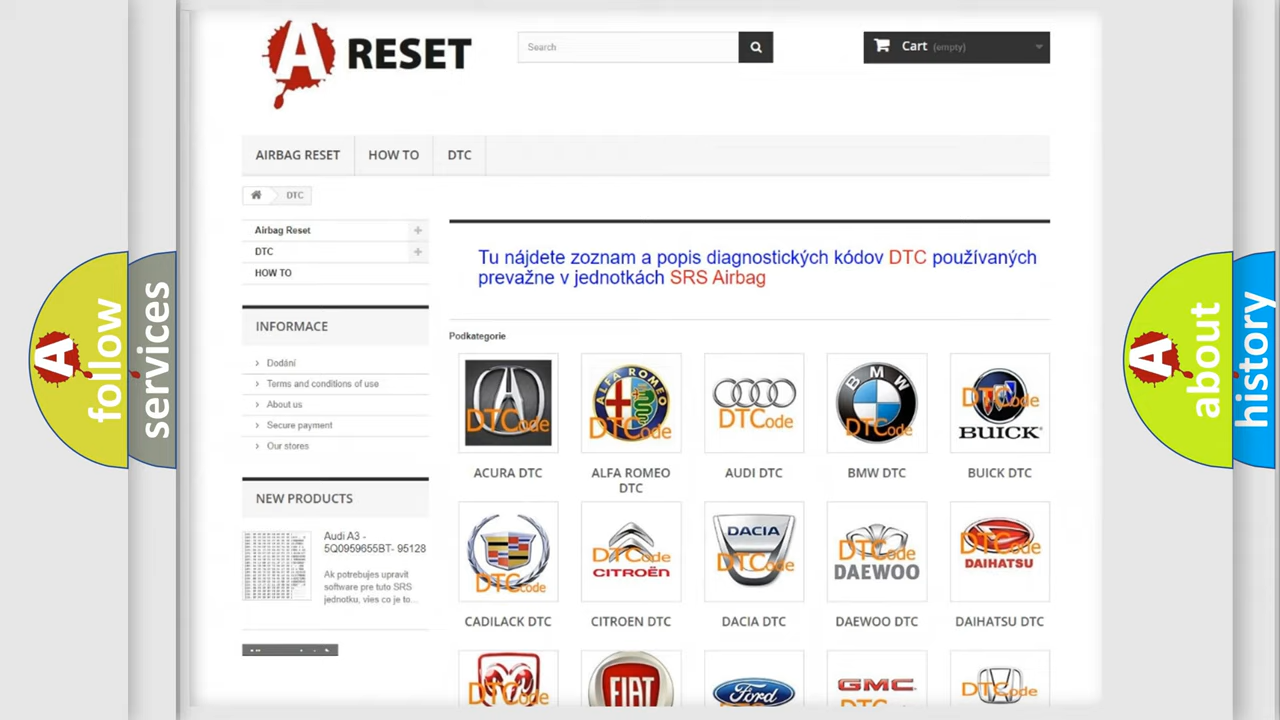 A RESET
Search
Cart (empty)
AIRBAG RESET
HOW TO
DTC
DTC
Airbag Reset
DTC
HOW TO
Tu nájdete zoznam a popis diagnostických kódov DTC používaných
prevažne v jednotkách SRS Airbag
INFORMACE
Dodání
Terms and conditions of use
About us
Secure payment
Our stores
Podkategorie
DTCode
ALFA ROMEO
DTCode
DTCode
BMW
DTCode
DTCode
BUICK
ACURA DTC
ALFA ROMEO
DTC
AUDI DTC
BMW DTC
BUICK DTC
NEW PRODUCTS
Audi A3 -
5Q0959655BT- 95128
Ak potrebujes upravit
software pre tuto SRS
jednotku, vies co je to...
DTCode
DTCode
CITROËN
DACIA
DTCode
DTCode
DAEWOO
DTCode
DAIHATSU
CADILACK DTC
CITROEN DTC
DACIA DTC
DAEWOO DTC
DAIHATSU DTC
DTCode
FIAT
Ford
GMC
DTCode
A follow
services
A about
history